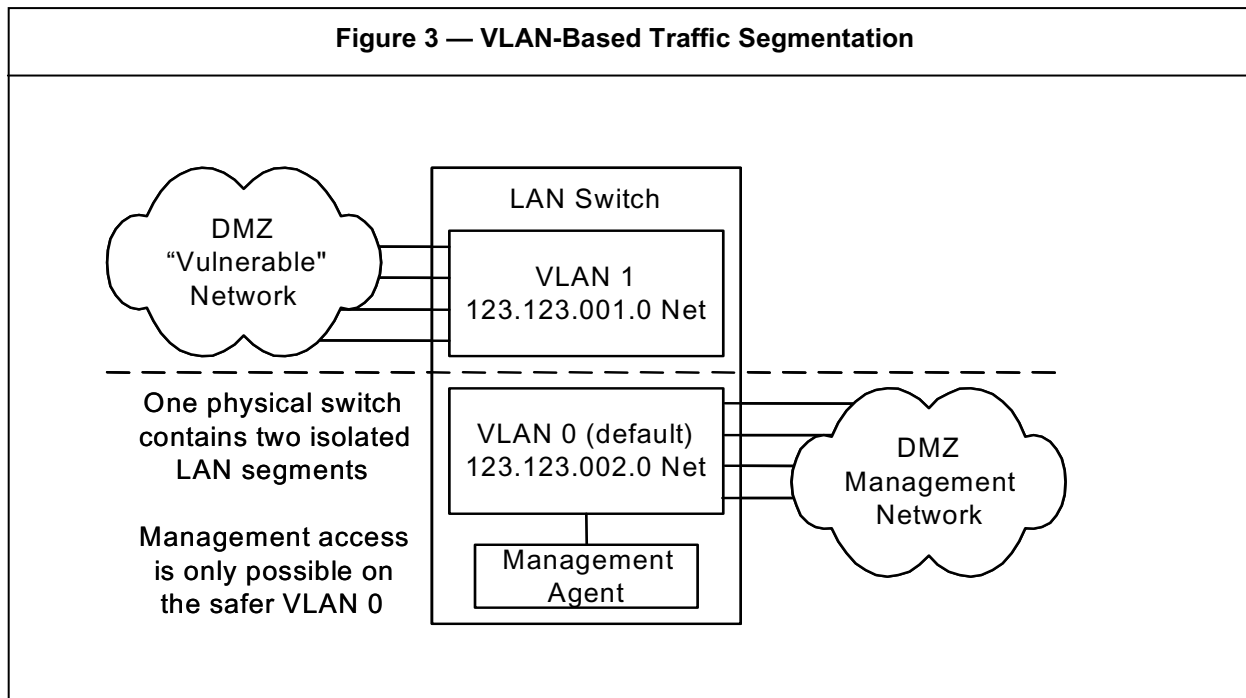 Figure 3 — VLAN-Based Traffic Segmentation
LAN Switch
DMZ
“Vulnerable"
Network
VLAN 1
123.123.001.0 Net
One physical switch
contains two isolated
LAN segments
VLAN 0 (default)
123.123.002.0 Net
DMZ
Management
Network
Management access
is only possible on
the safer VLAN 0
Management
Agent